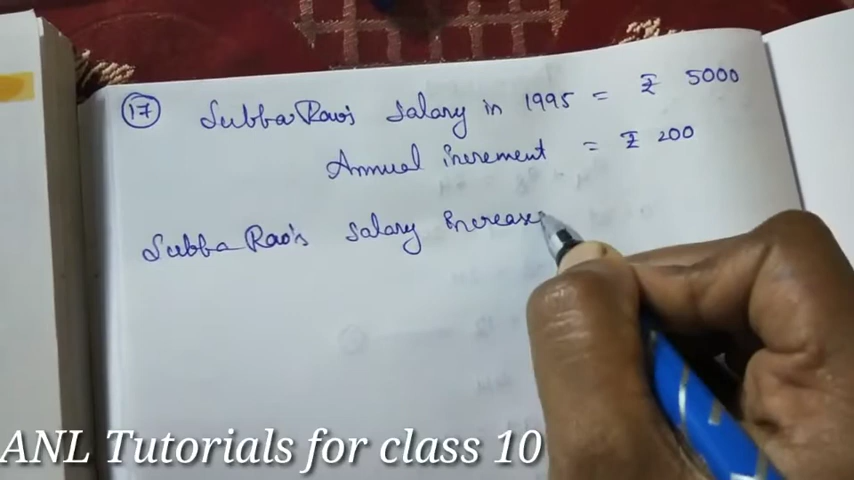 17 Subba Rao's Salary in 1995 = ₹ 5000
Annual increment = ₹ 200
Subba Rao's salary increase
ANL Tutorials for class 10